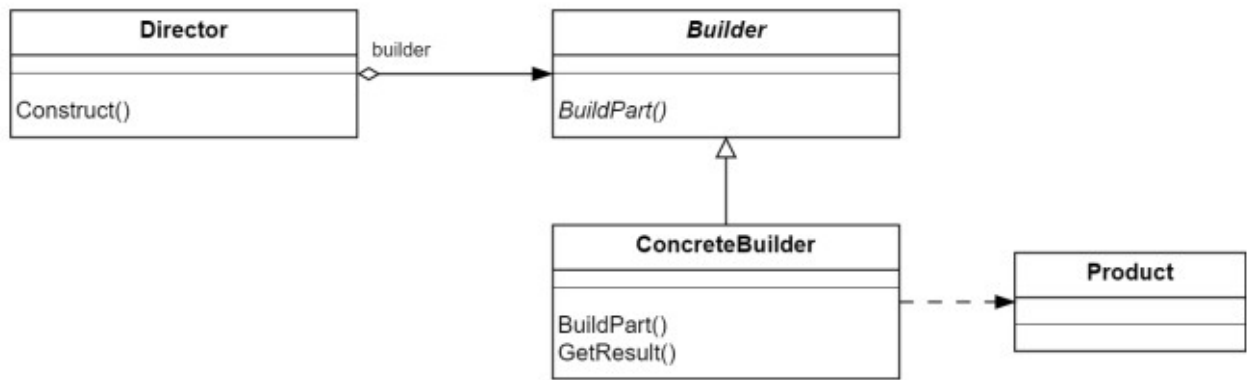 Director
builder
Builder
Construct()
BuildPart()
ConcreteBuilder
Product
BuildPart()
GetResult()